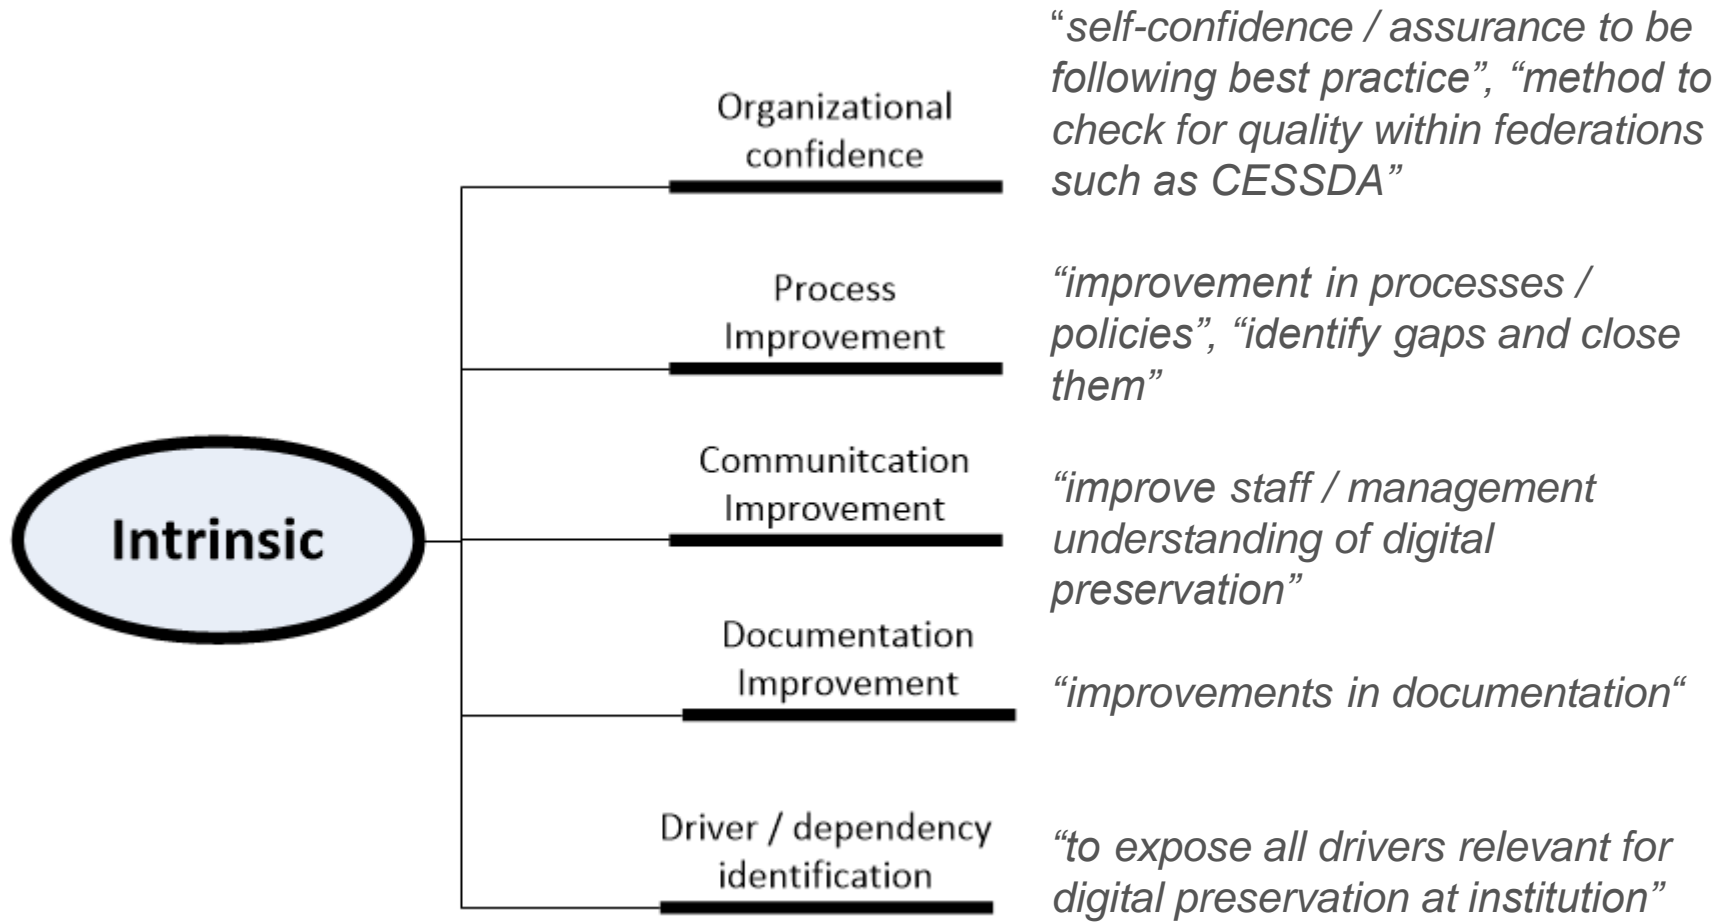 Organizational
confidence
“self-confidence / assurance to be
following best practice”, “method to
check for quality within federations
such as CESSDA”
Process
Improvement
“improvement in processes /
policies”, “identify gaps and close
them”
Intrinsic
Communitcation
Improvement
“improve staff / management
understanding of digital
preservation”
Documentation
Improvement
“improvements in documentation“
Driver / dependency
identification
“to expose all drivers relevant for
digital preservation at institution”